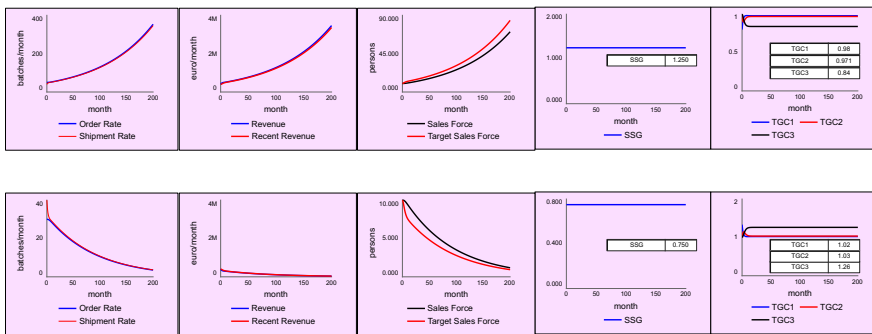 batches/month
400
200
0
0 50 100 150 200
month
Order Rate
Shipment Rate
euro/month
4M
2M
0
0 50 100 150 200
month
Revenue
Recent Revenue
persons
90.000
45.000
0.000
0 50 100 150 200
month
Sales Force
Target Sales Force
2.000
1.000
0.000
SSG 1.250
0 50 100 150 200
month
SSG
1
0.5
0
TGC1 0.98
TGC2 0.971
TGC3 0.84
0 50 100 150 200
month
TGC1 TGC2
TGC3
batches/month
40
20
0
0 50 100 150 200
month
Order Rate
Shipment Rate
euro/month
4M
2M
0
0 50 100 150 200
month
Revenue
Recent Revenue
persons
10.000
5.000
0.000
0 50 100 150 200
month
Sales Force
Target Sales Force
0.800
0.400
0.000
SSG 0.750
0 50 100 150 200
month
SSG
2
1
0
TGC1 1.02
TGC2 1.03
TGC3 1.26
0 50 100 150 200
month
TGC1 TGC2
TGC3